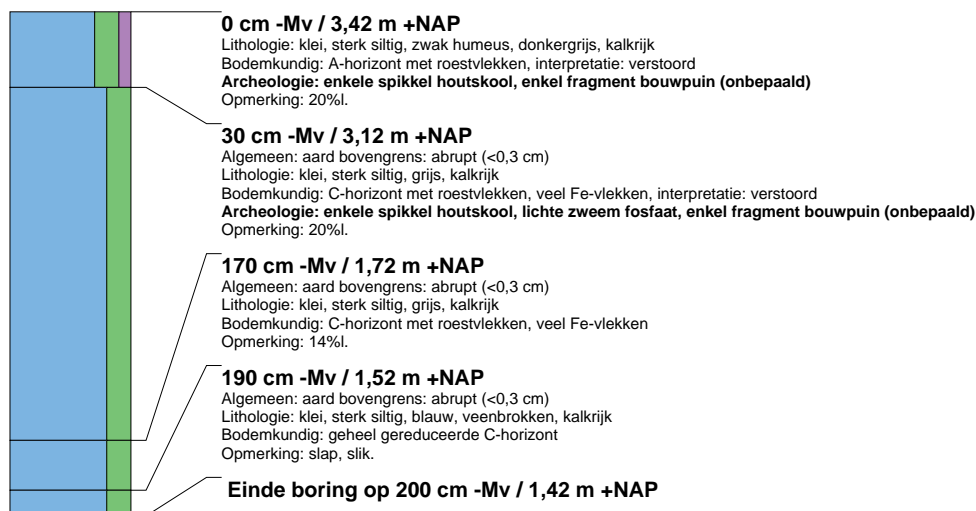 0 cm -Mv / 3,42 m +NAP
Lithologie: klei, sterk siltig, zwak humeus, donkergrijs, kalkrijk
Bodemkundig: A-horizont met roestvlekken, interpretatie: verstoord
Archeologie: enkele spikkel houtskool, enkel fragment bouwpuin (onbepaald)
Opmerking: 20%l.
30 cm -Mv / 3,12 m +NAP
Algemeen: aard bovengrens: abrupt (<0,3 cm)
Lithologie: klei, sterk siltig, grijs, kalkrijk
Bodemkundig: C-horizont met roestvlekken, veel Fe-vlekken, interpretatie: verstoord
Archeologie: enkele spikkel houtskool, lichte zweem fosfaat, enkel fragment bouwpuin (onbepaald)
Opmerking: 20%l.
170 cm -Mv / 1,72 m +NAP
Algemeen: aard bovengrens: abrupt (<0,3 cm)
Lithologie: klei, sterk siltig, grijs, kalkrijk
Bodemkundig: C-horizont met roestvlekken, veel Fe-vlekken
Opmerking: 14%l.
190 cm -Mv / 1,52 m +NAP
Algemeen: aard bovengrens: abrupt (<0,3 cm)
Lithologie: klei, sterk siltig, blauw, veenbrokken, kalkrijk
Bodemkundig: geheel gereduceerde C-horizont
Opmerking: slap, slik.
Einde boring op 200 cm -Mv / 1,42 m +NAP